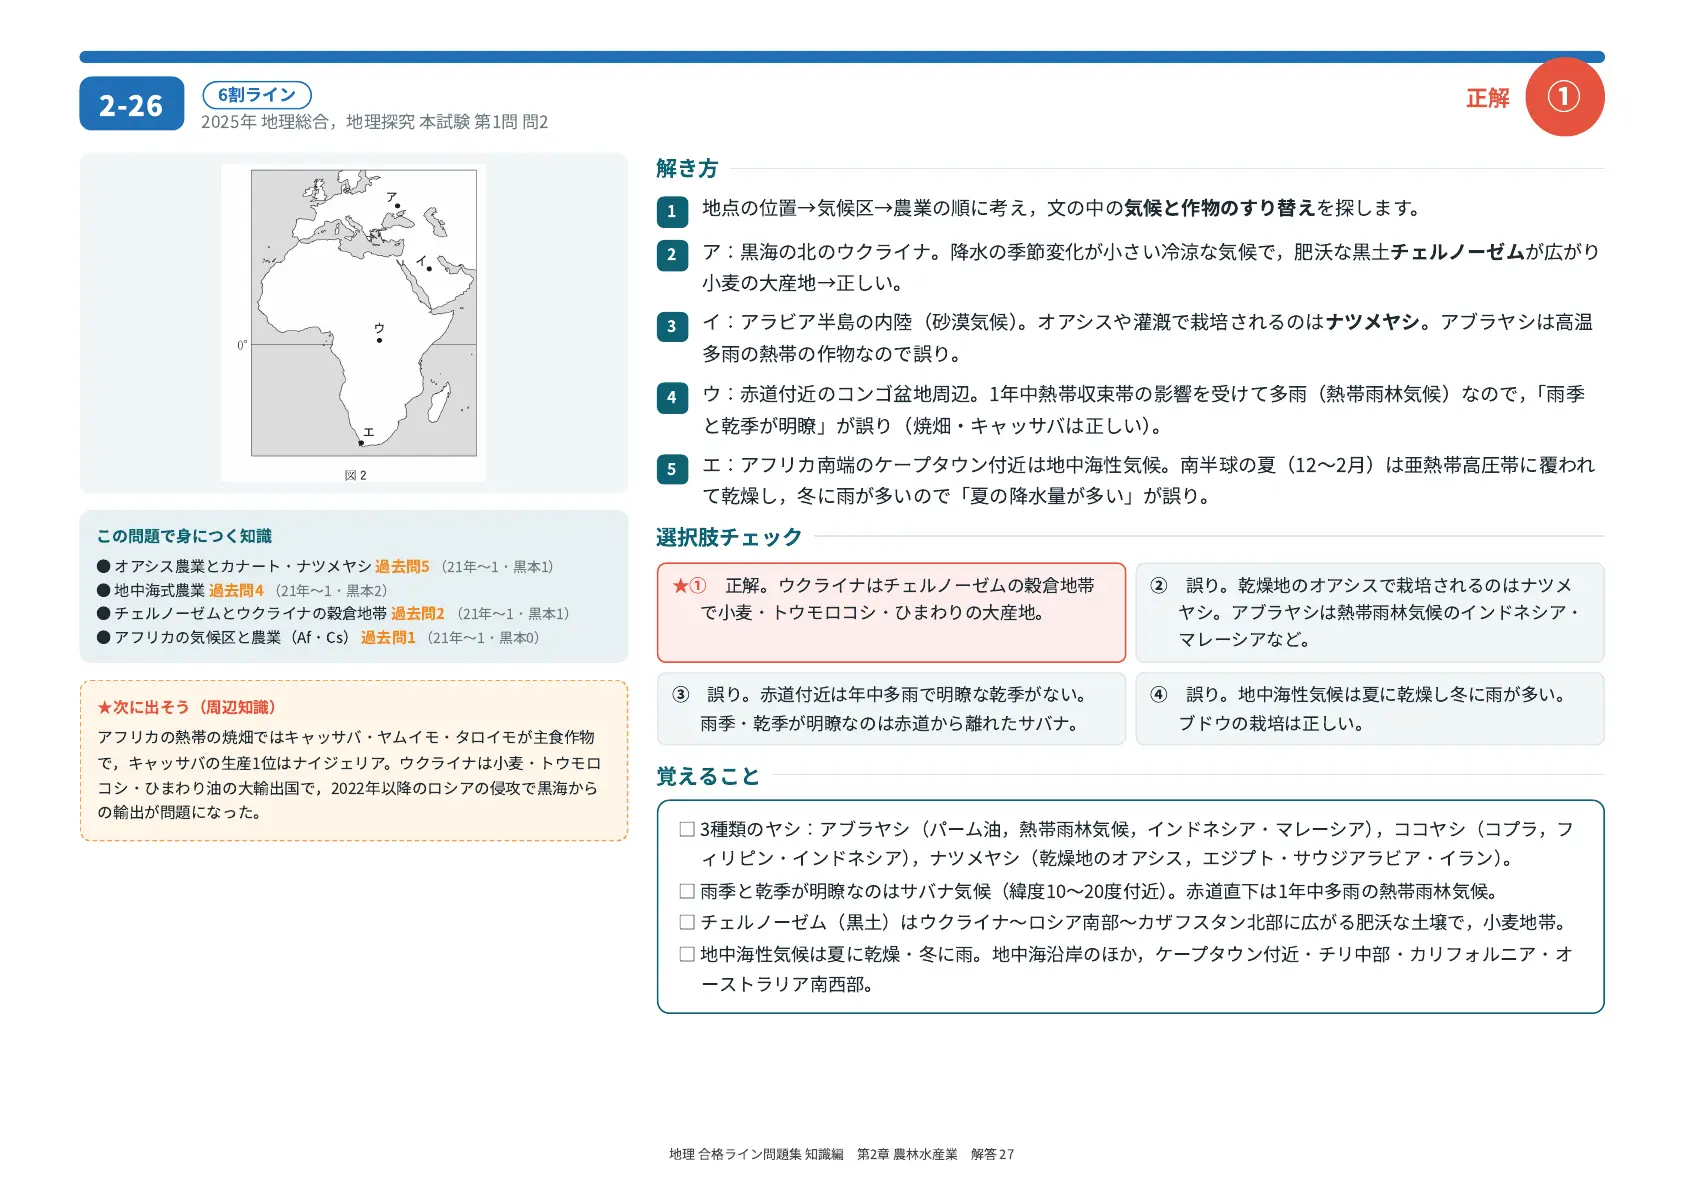 2-26
6割ライン
2025年 地理総合，地理探究 本試験 第1問 問2
正解 ①
ア
イ
ウ
0°
エ
図 2
この問題で身につく知識
● オアシス農業とカナート・ナツメヤシ 過去問5 （21年〜1・黒本1）
● 地中海式農業 過去問4 （21年〜1・黒本2）
● チェルノーゼムとウクライナの穀倉地帯 過去問2 （21年〜1・黒本1）
● アフリカの気候区と農業（Af・Cs） 過去問1 （21年〜1・黒本0）
★次に出そう（周辺知識）
アフリカの熱帯の焼畑ではキャッサバ・ヤムイモ・タロイモが主食作物
で，キャッサバの生産1位はナイジェリア。ウクライナは小麦・トウモロ
コシ・ひまわり油の大輸出国で，2022年以降のロシアの侵攻で黒海から
の輸出が問題になった。
解き方
1 地点の位置→気候区→農業の順に考え，文の中の気候と作物のすり替えを探します。
2 ア：黒海の北のウクライナ。降水の季節変化が小さい冷涼な気候で，肥沃な黒土チェルノーゼムが広がり
小麦の大産地→正しい。
3 イ：アラビア半島の内陸（砂漠気候）。オアシスや灌漑で栽培されるのはナツメヤシ。アブラヤシは高温
多雨の熱帯の作物なので誤り。
4 ウ：赤道付近のコンゴ盆地周辺。1年中熱帯収束帯の影響を受けて多雨（熱帯雨林気候）なので，「雨季
と乾季が明瞭」が誤り（焼畑・キャッサバは正しい）。
5 エ：アフリカ南端のケープタウン付近は地中海性気候。南半球の夏（12〜2月）は亜熱帯高圧帯に覆われ
て乾燥し，冬に雨が多いので「夏の降水量が多い」が誤り。
選択肢チェック
★① 正解。ウクライナはチェルノーゼムの穀倉地帯
で小麦・トウモロコシ・ひまわりの大産地。
② 誤り。乾燥地のオアシスで栽培されるのはナツメ
ヤシ。アブラヤシは熱帯雨林気候のインドネシア・
マレーシアなど。
③ 誤り。赤道付近は年中多雨で明瞭な乾季がない。
雨季・乾季が明瞭なのは赤道から離れたサバナ。
④ 誤り。地中海性気候は夏に乾燥し冬に雨が多い。
ブドウの栽培は正しい。
覚えること
□ 3種類のヤシ：アブラヤシ（パーム油，熱帯雨林気候，インドネシア・マレーシア），ココヤシ（コプラ，フ
ィリピン・インドネシア），ナツメヤシ（乾燥地のオアシス，エジプト・サウジアラビア・イラン）。
□ 雨季と乾季が明瞭なのはサバナ気候（緯度10〜20度付近）。赤道直下は1年中多雨の熱帯雨林気候。
□ チェルノーゼム（黒土）はウクライナ〜ロシア南部〜カザフスタン北部に広がる肥沃な土壌で，小麦地帯。
□ 地中海性気候は夏に乾燥・冬に雨。地中海沿岸のほか，ケープタウン付近・チリ中部・カリフォルニア・オ
ーストラリア南西部。
地理 合格ライン問題集 知識編 第2章 農林水産業 解答 27